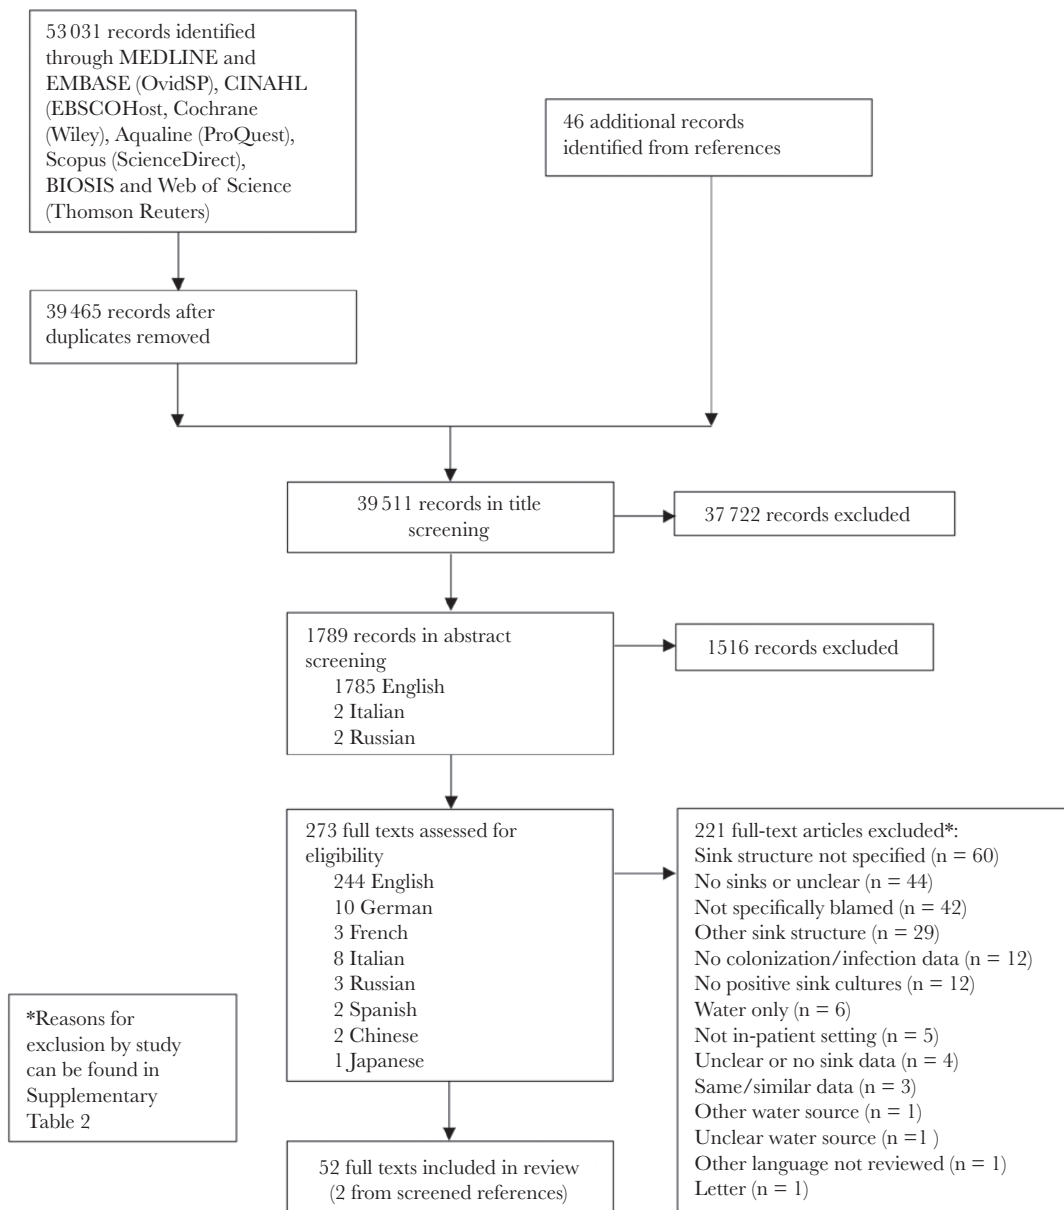 53 031 records identified
through MEDLINE and
EMBASE (OvidSP), CINAHL
(EBSCOHost, Cochrane
(Wiley), Aqualine (ProQuest),
Scopus (ScienceDirect),
BIOSIS and Web of Science
(Thomson Reuters)
46 additional records
identified from references
39 465 records after
duplicates removed
39 511 records in title
screening
37 722 records excluded
1789 records in abstract
screening
1785 English
2 Italian
2 Russian
1516 records excluded
273 full texts assessed for
eligibility
244 English
10 German
3 French
8 Italian
3 Russian
2 Spanish
2 Chinese
1 Japanese
221 full-text articles excluded*:
Sink structure not specified (n = 60)
No sinks or unclear (n = 44)
Not specifically blamed (n = 42)
Other sink structure (n = 29)
No colonization/infection data (n = 12)
No positive sink cultures (n = 12)
Water only (n = 6)
Not in-patient setting (n = 5)
Unclear or no sink data (n = 4)
Same/similar data (n = 3)
Other water source (n = 1)
Unclear water source (n =1 )
Other language not reviewed (n = 1)
Letter (n = 1)
*Reasons for
exclusion by study
can be found in
Supplementary
Table 2
52 full texts included in review
(2 from screened references)